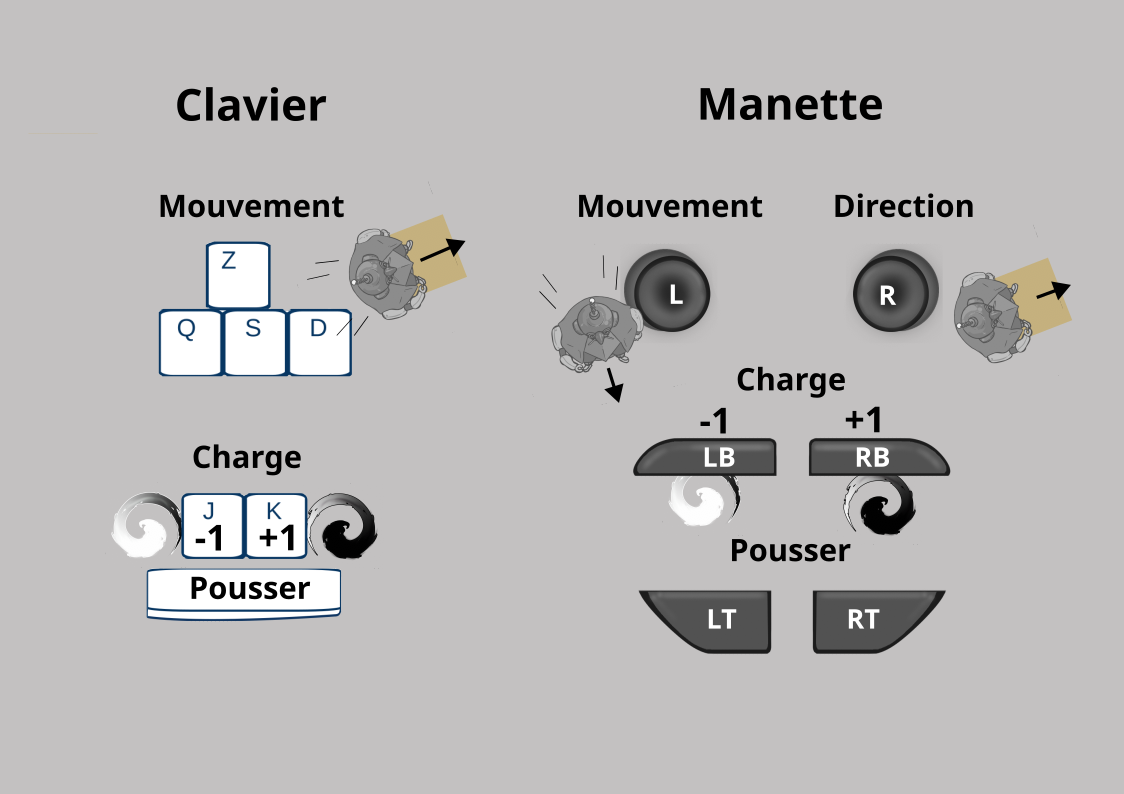 Clavier
Mouvement
Z
Q S D
Charge
J K
-1 +1
Pousser
Manette
Mouvement Direction
L R
Charge
-1 +1
LB RB
Pousser
LT RT